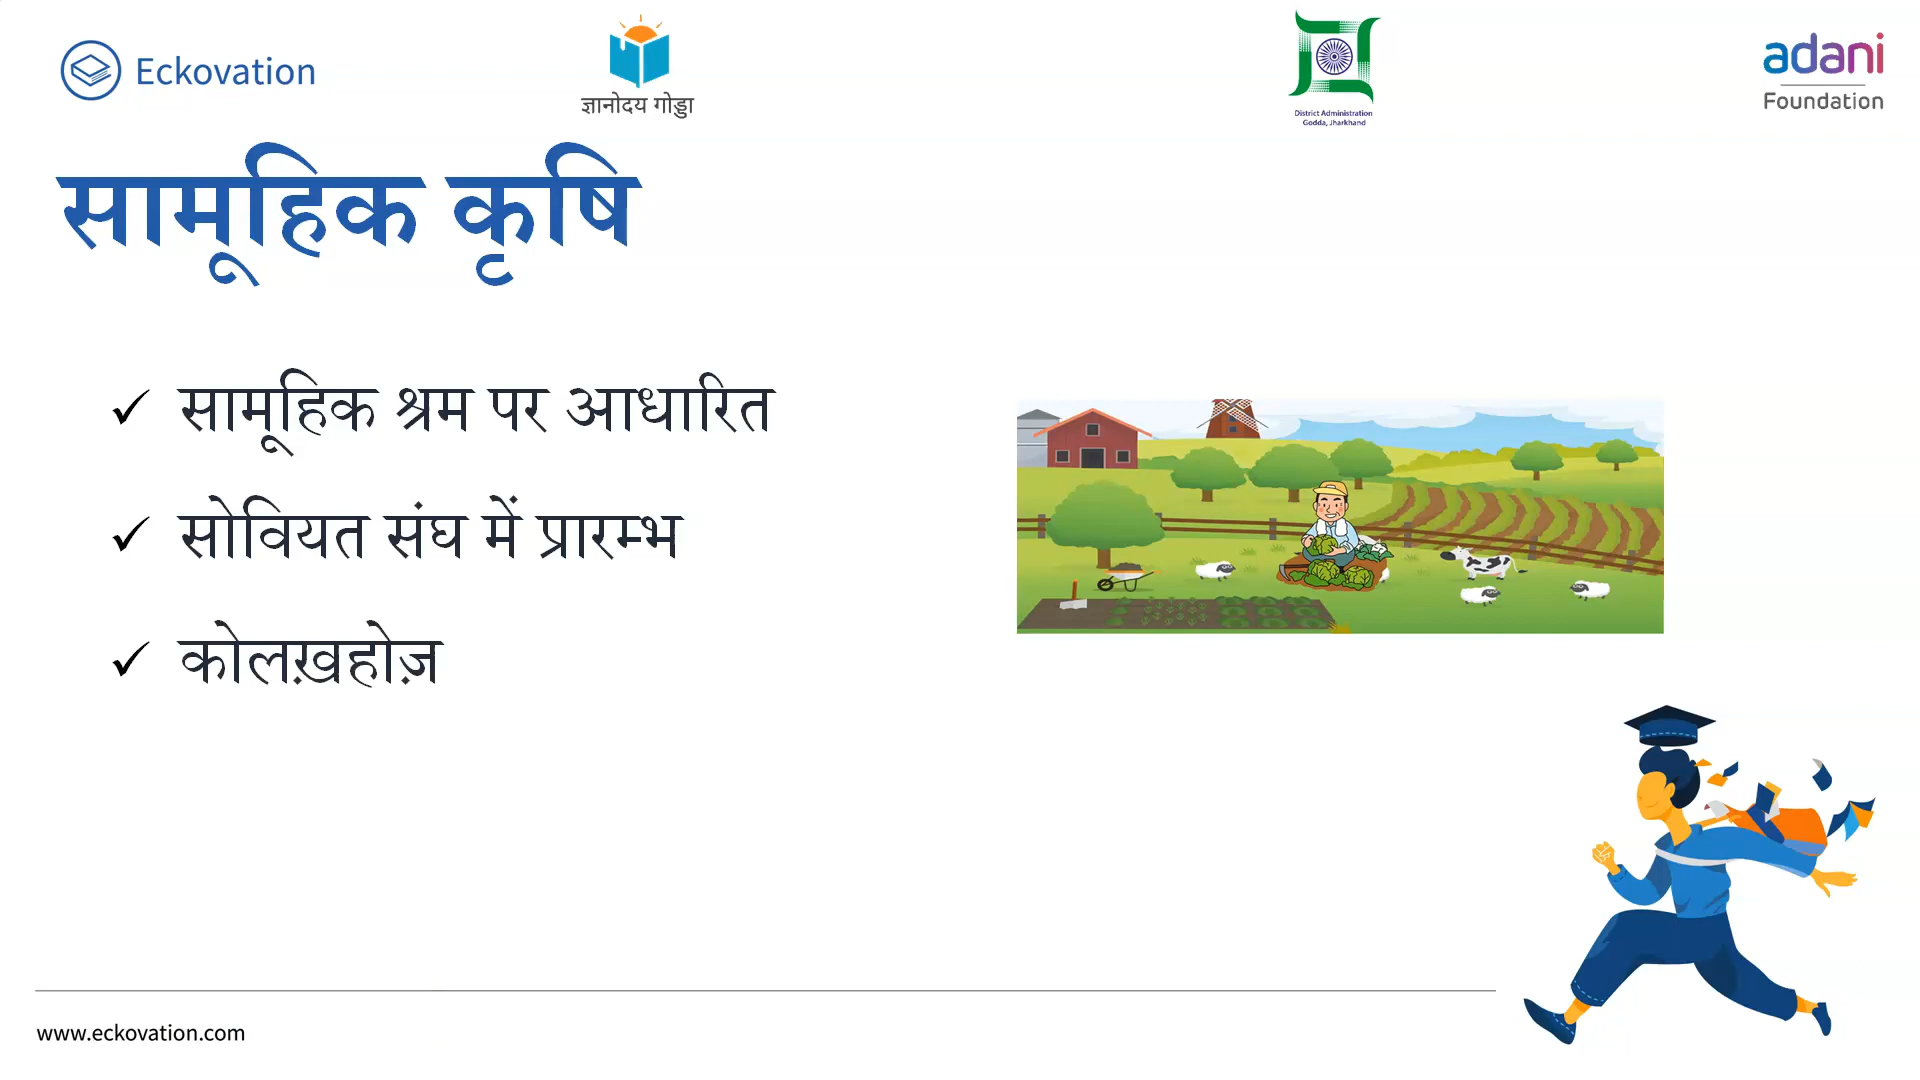 Eckovation
ज्ञानोदय गोड्डा
District Administration
Godda, Jharkhand
adani
Foundation
सामूहिक कृषि
✓ सामूहिक श्रम पर आधारित
✓ सोवियत संघ में प्रारम्भ
✓ कोलख़होज़
www.eckovation.com